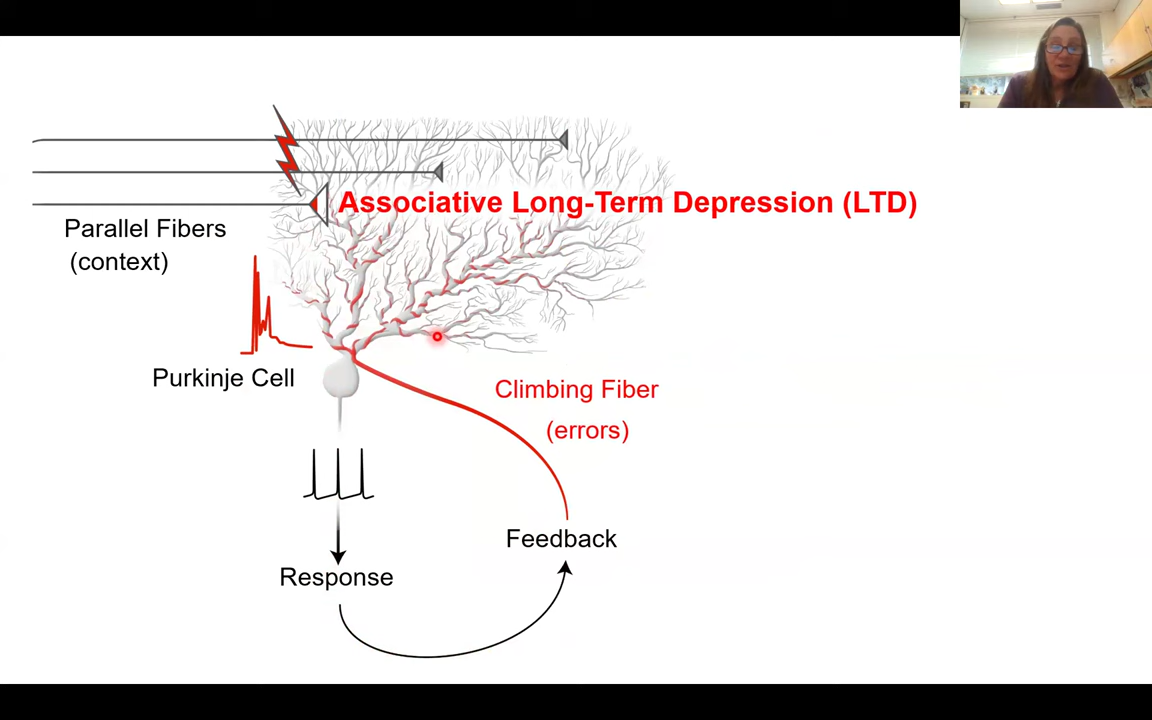 Associative Long-Term Depression (LTD)
Parallel Fibers
(context)
Purkinje Cell
Climbing Fiber
(errors)
Feedback
Response